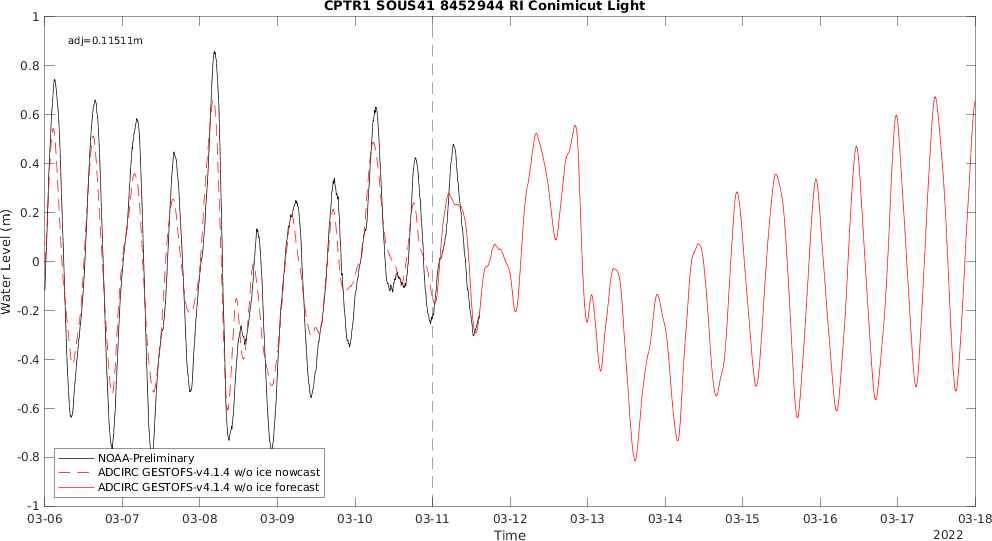 CPTR1 SOUS41 8452944 RI Conimicut Light
adj=0.11511m
Water Level (m)
1
0.8
0.6
0.4
0.2
0
-0.2
-0.4
-0.6
-0.8
-1
NOAA-Preliminary
ADCIRC GESTOFS-v4.1.4 w/o ice nowcast
ADCIRC GESTOFS-v4.1.4 w/o ice forecast
03-06 03-07 03-08 03-09 03-10 03-11 03-12 03-13 03-14 03-15 03-16 03-17 03-18
Time
2022